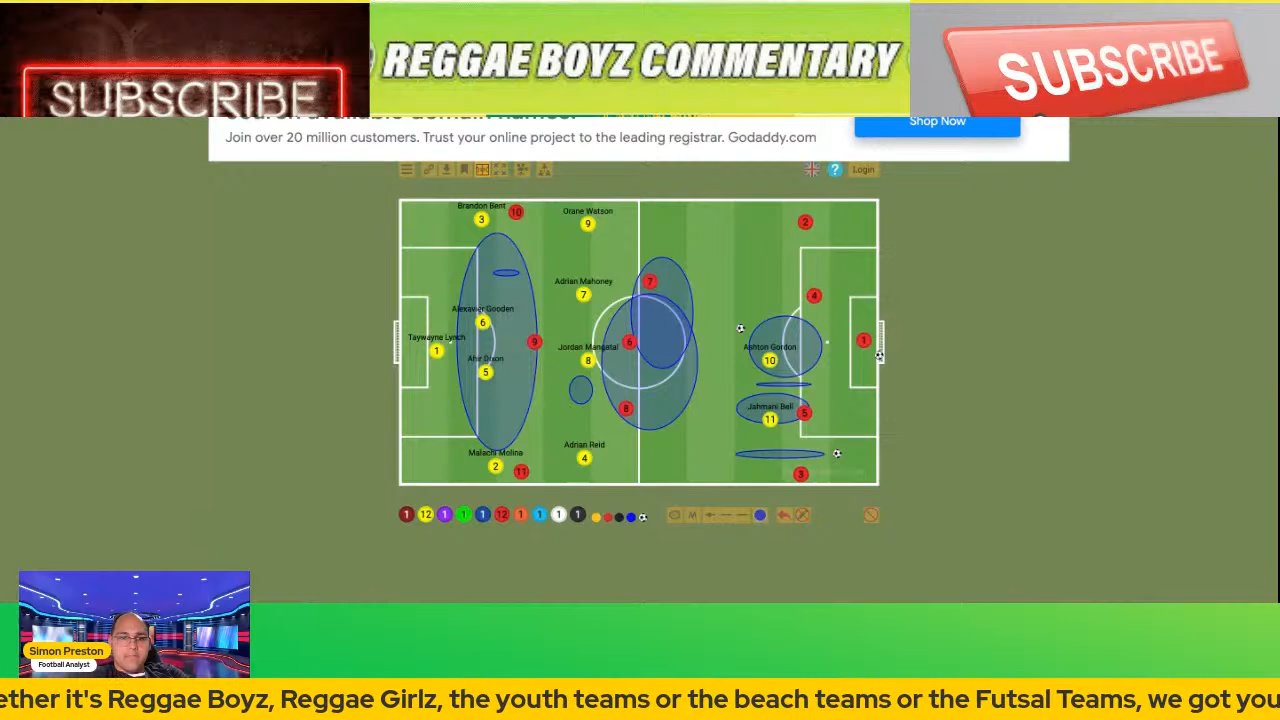 SUBSCRIBE
REGGAE BOYZ COMMENTARY
SUBSCRIBE
Join over 20 million customers. Trust your online project to the leading registrar. Godaddy.com
Shop Now
Login
Brandon Bent
3
10
Orane Watson
9
2
Adrian Mahoney
7
7
4
Alexavier Gooden
6
Taywayne Lynch
1
9
Jordan Mangatal
8
6
Ashton Gordon
10
1
Ahir Dixon
5
8
Jahmani Bell
11
5
Adrian Reid
4
Malachi Molina
2
11
3
1 12 1 1 1 12 1 1 1 1
Simon Preston
Football Analyst
ether it's Reggae Boyz, Reggae Girlz, the youth teams or the beach teams or the Futsal Teams, we got you